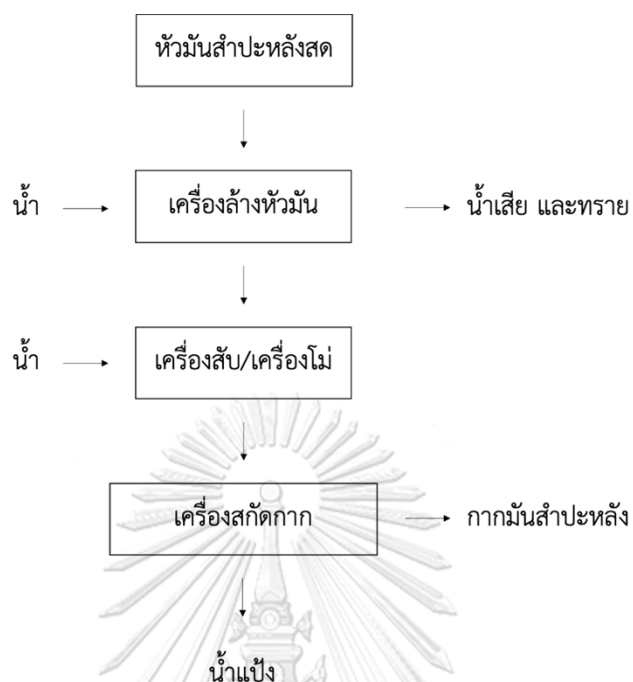 หัวมันสำปะหลังสด
น้ำ
เครื่องล้างหัวมัน
น้ำเสีย และทราย
น้ำ
เครื่องสับ/เครื่องโม่
เครื่องสกัดกาก
กากมันสำปะหลัง
น้ำแป้ง